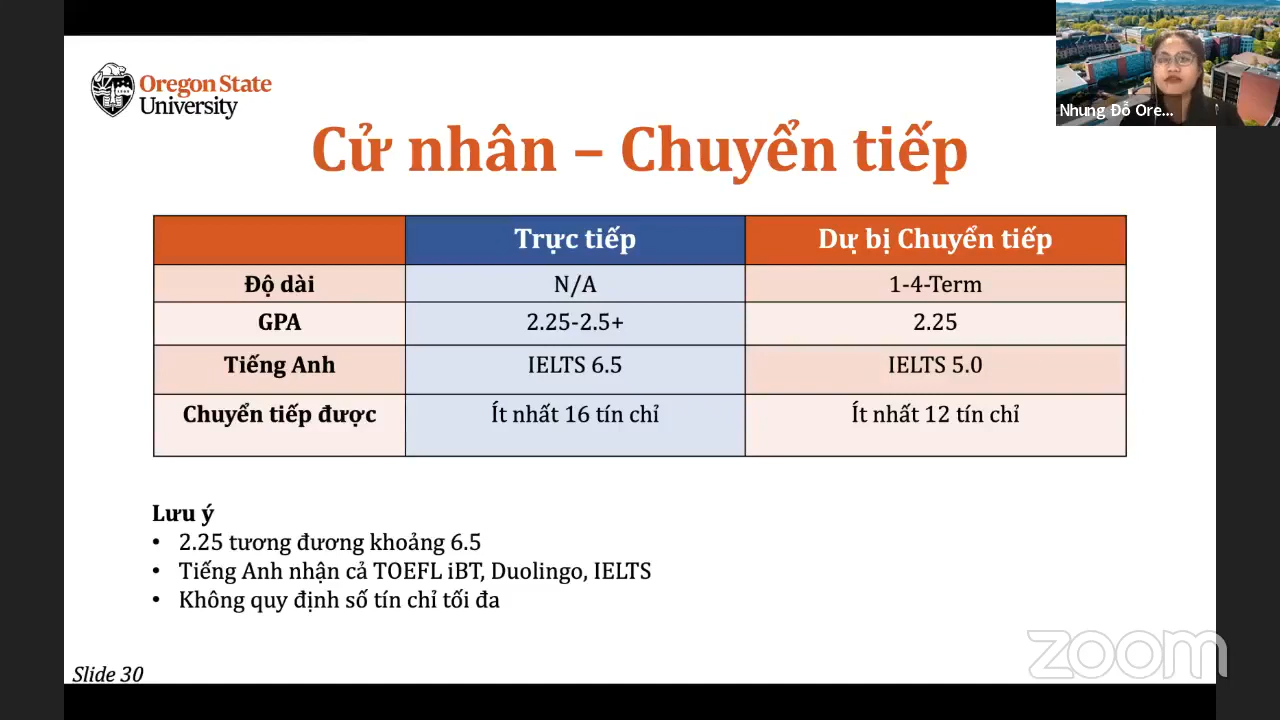 Oregon State
University
Nhung Đỗ Ore...
Cử nhân – Chuyển tiếp
Trực tiếp Dự bị Chuyển tiếp
Độ dài N/A 1-4-Term
GPA 2.25-2.5+ 2.25
Tiếng Anh IELTS 6.5 IELTS 5.0
Chuyển tiếp được Ít nhất 16 tín chỉ Ít nhất 12 tín chỉ
Lưu ý
• 2.25 tương đương khoảng 6.5
• Tiếng Anh nhận cả TOEFL iBT, Duolingo, IELTS
• Không quy định số tín chỉ tối đa
zoom
Slide 30